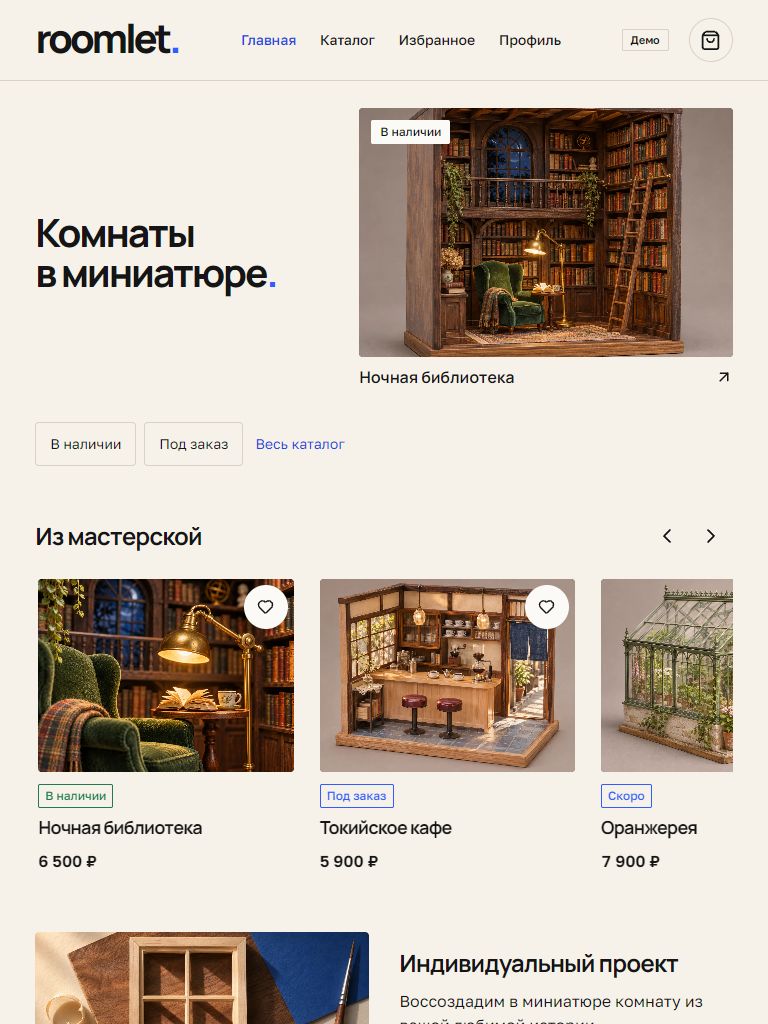 roomlet.
Главная
Каталог
Избранное
Профиль
Демо
В наличии
Комнаты
в миниатюре.
Ночная библиотека
В наличии
Под заказ
Весь каталог
Из мастерской
В наличии
Ночная библиотека
6 500 ₽
Под заказ
Токийское кафе
5 900 ₽
Скоро
Оранжерея
7 900 ₽
Индивидуальный проект
Воссоздадим в миниатюре комнату из